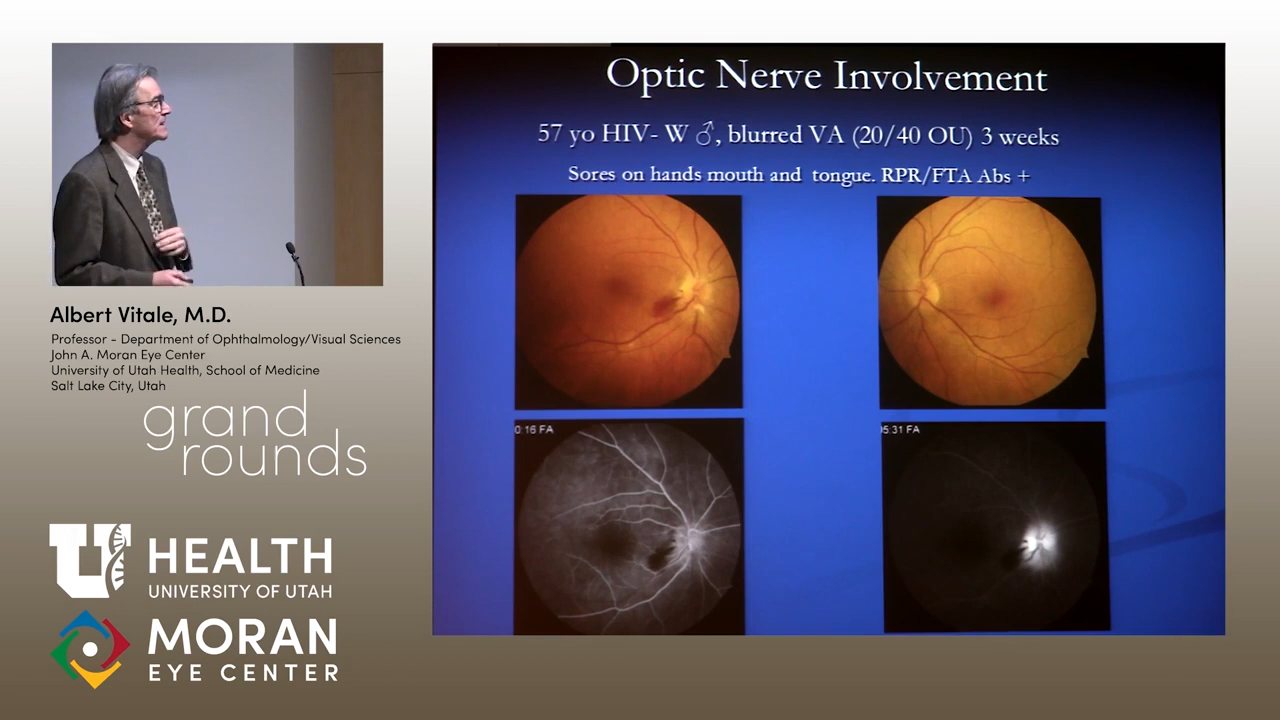 Optic Nerve Involvement
57 yo HIV- W ♂, blurred VA (20/40 OU) 3 weeks
Sores on hands mouth and tongue. RPR/FTA Abs +
0:16 FA
5:31 FA
Albert Vitale, M.D.
Professor - Department of Ophthalmology/Visual Sciences
John A. Moran Eye Center
University of Utah Health, School of Medicine
Salt Lake City, Utah
grand
rounds
U HEALTH
UNIVERSITY OF UTAH
MORAN
EYE CENTER